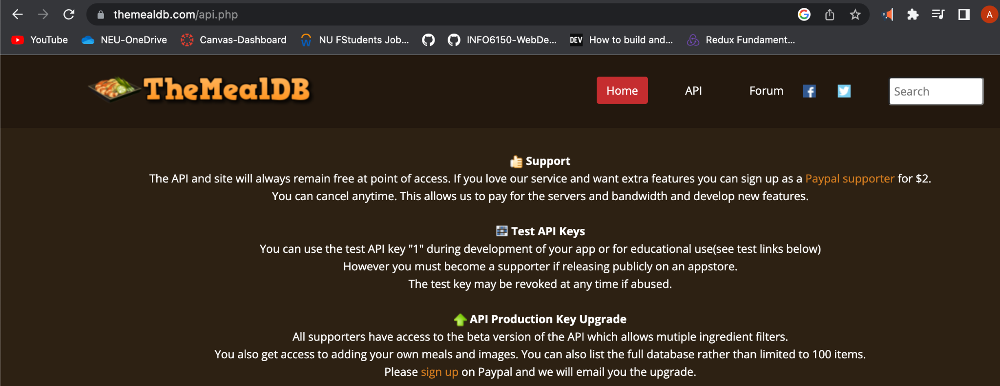 themealdb.com/api.php
A
YouTube
NEU-OneDrive
Canvas-Dashboard
NU FStudents Job...
INFO6150-WebDe...
DEV
How to build and...
Redux Fundament...
TheMealDB
Home
API
Forum
Search
Support
The API and site will always remain free at point of access. If you love our service and want extra features you can sign up as a Paypal supporter for $2.
You can cancel anytime. This allows us to pay for the servers and bandwidth and develop new features.
Test API Keys
You can use the test API key "1" during development of your app or for educational use(see test links below)
However you must become a supporter if releasing publicly on an appstore.
The test key may be revoked at any time if abused.
API Production Key Upgrade
All supporters have access to the beta version of the API which allows mutiple ingredient filters.
You also get access to adding your own meals and images. You can also list the full database rather than limited to 100 items.
Please sign up on Paypal and we will email you the upgrade.